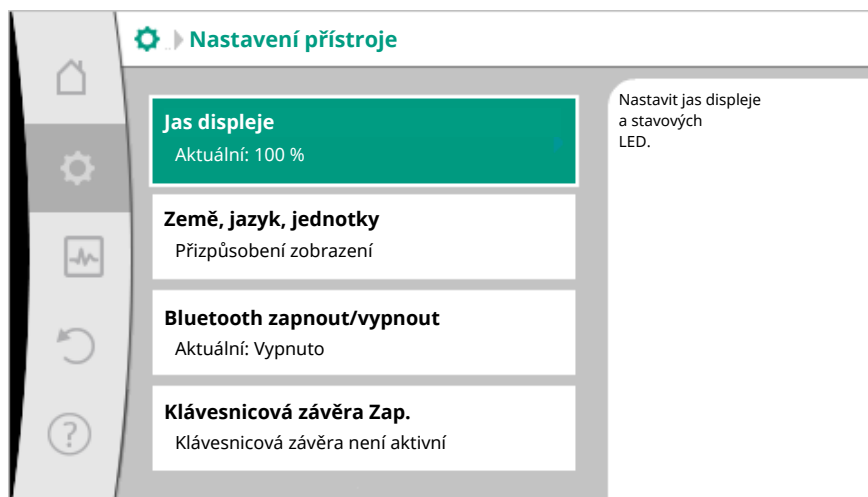 .. Nastavení přístroje
Jas displeje
Aktuální: 100 %
Země, jazyk, jednotky
Přizpůsobení zobrazení
Bluetooth zapnout/vypnout
Aktuální: Vypnuto
Klávesnicová závěra Zap.
Klávesnicová závěra není aktivní
Nastavit jas displeje
a stavových
LED.
?